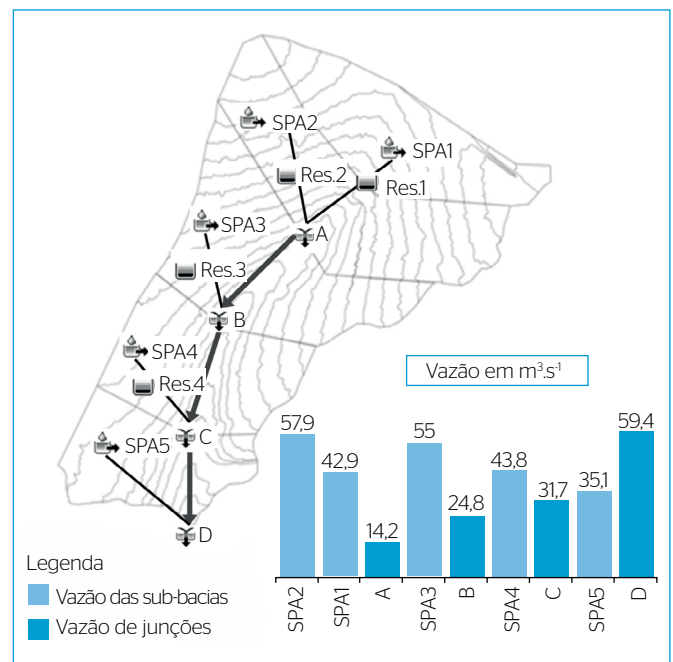 SPA2
SPA1
Res.2
Res.1
SPA3
A
Res.3
B
SPA4
Res.4
C
SPA5
D
Vazão em m³.s⁻¹
57,9
42,9
14,2
55
24,8
43,8
31,7
35,1
59,4
SPA2
SPA1
A
SPA3
B
SPA4
C
SPA5
D
Legenda
Vazão das sub-bacias
Vazão de junções